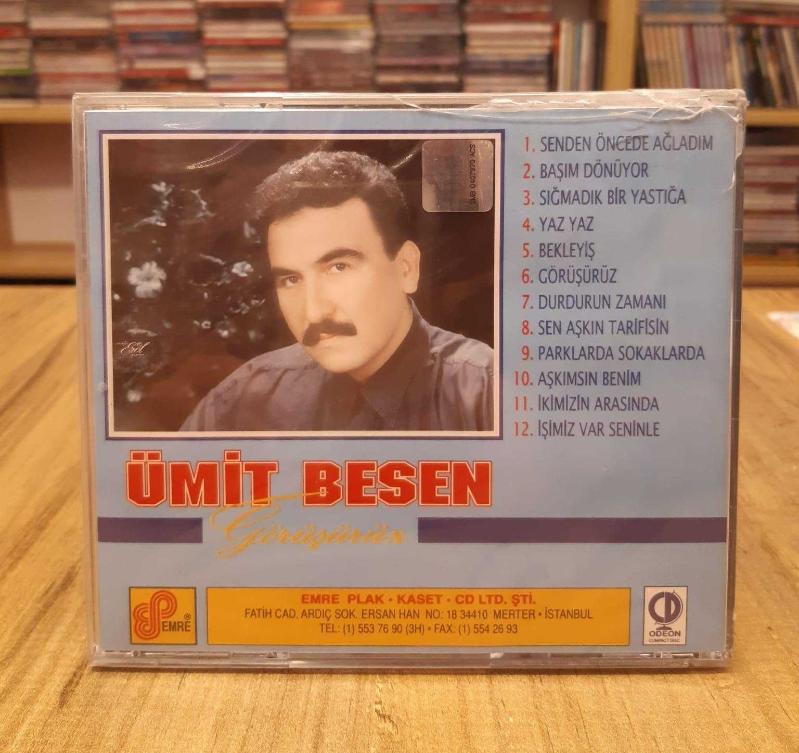 1. SENDEN ÖNCEDE AĞLADIM
2. BAŞIM DÖNÜYOR
3. SIĞMADIK BİR YASTIĞA
4. YAZ YAZ
5. BEKLEYİŞ
6. GÖRÜŞÜRÜZ
7. DURDURUN ZAMANI
8. SEN AŞKIN TARİFİSİN
9. PARKLARDA SOKAKLARDA
10. AŞKIMSIN BENİM
11. İKİMİZİN ARASINDA
12. İŞİMİZ VAR SENİNLE
ÜMİT BESEN
Görüşürüz
EMRE®
EMRE PLAK • KASET • CD LTD. ŞTİ.
FATİH CAD. ARDIÇ SOK. ERSAN HAN NO: 18 34410 MERTER • İSTANBUL
TEL: (1) 553 76 90 (3H) • FAX: (1) 554 26 93
CD
ODEON
COMPACT DISC